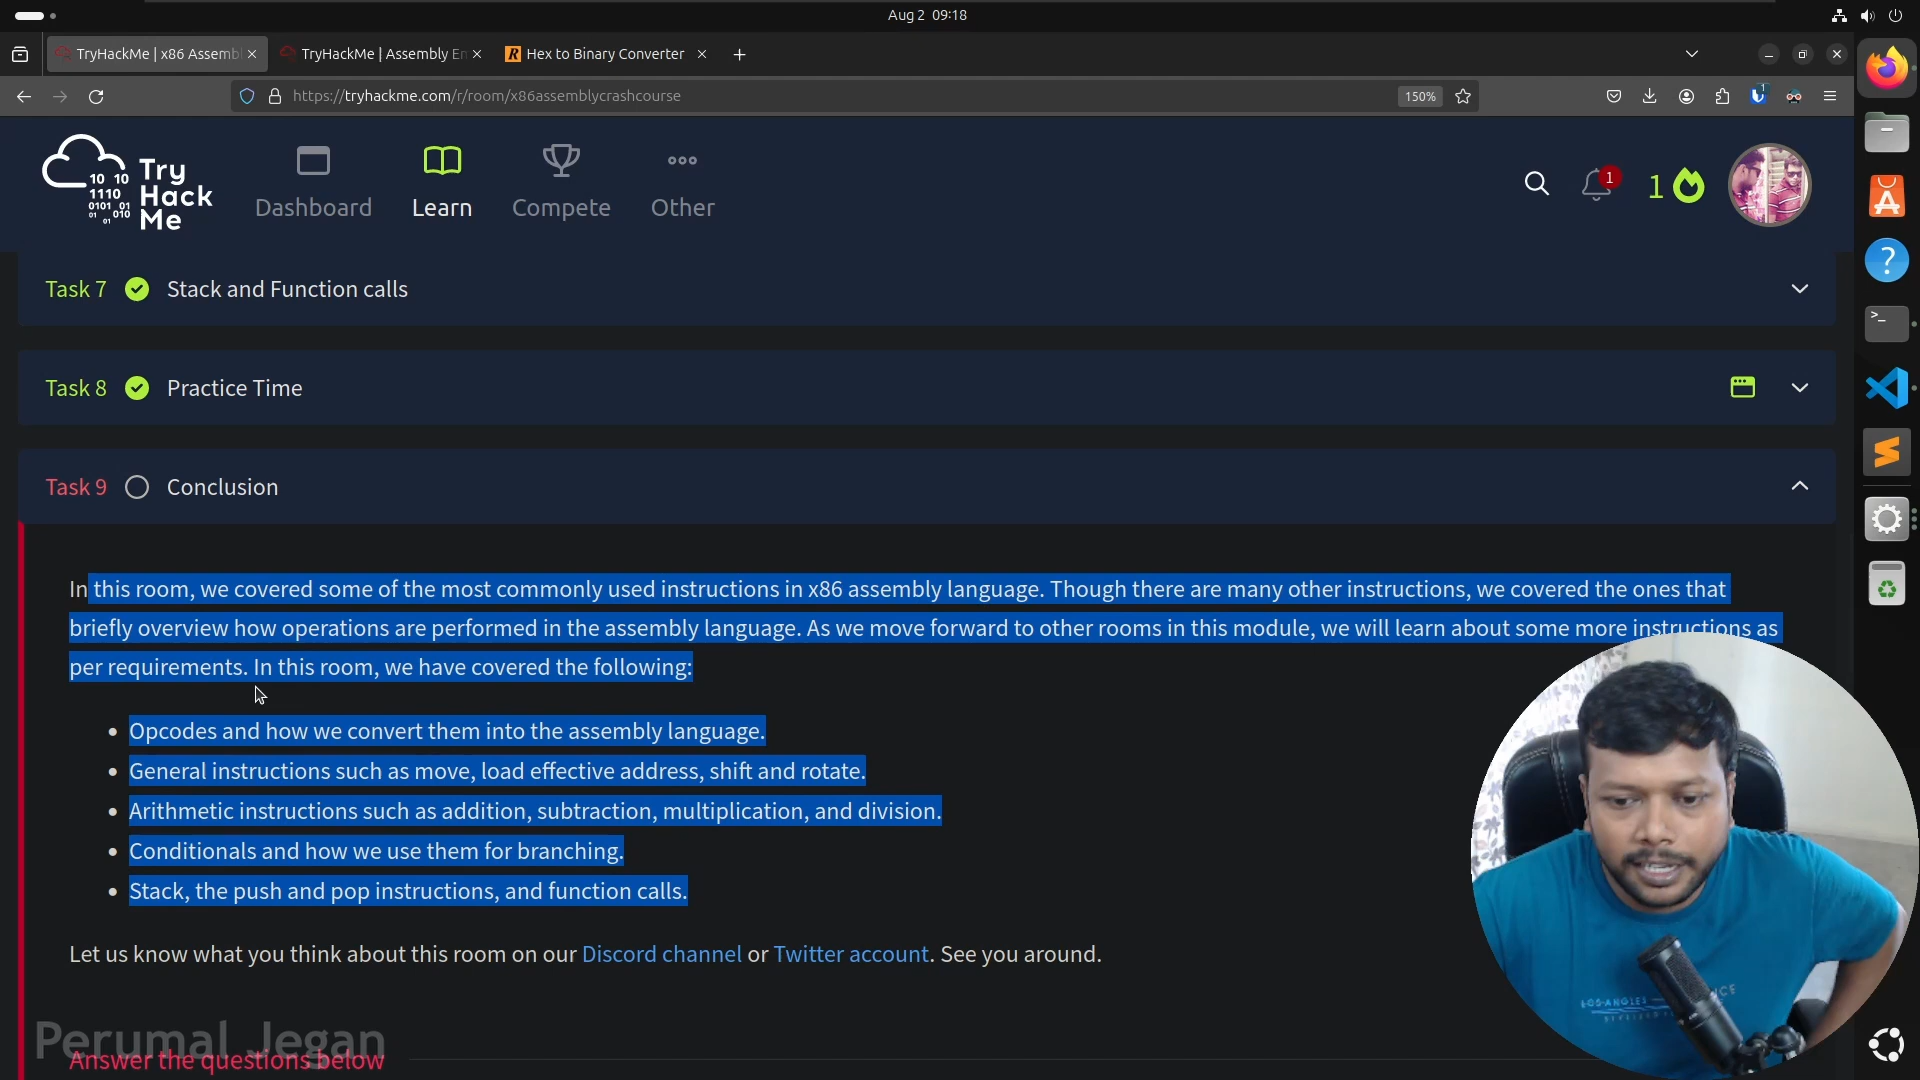 Aug 2 09:18
TryHackMe | x86 Assembl
TryHackMe | Assembly Em
Hex to Binary Converter
https://tryhackme.com/r/room/x86assemblycrashcourse
150%
1
10 10
1110
0101 01
01 010
Try
Hack
Me
Dashboard
Learn
Compete
Other
1
1
Task 7
Stack and Function calls
Task 8
Practice Time
Task 9
Conclusion
In this room, we covered some of the most commonly used instructions in x86 assembly language. Though there are many other instructions, we covered the ones that
briefly overview how operations are performed in the assembly language. As we move forward to other rooms in this module, we will learn about some more instructions as
per requirements. In this room, we have covered the following:
• Opcodes and how we convert them into the assembly language.
• General instructions such as move, load effective address, shift and rotate.
• Arithmetic instructions such as addition, subtraction, multiplication, and division.
• Conditionals and how we use them for branching.
• Stack, the push and pop instructions, and function calls.
Let us know what you think about this room on our Discord channel or Twitter account. See you around.
Perumal Jegan
Answer the questions below
LOS-ANGLES